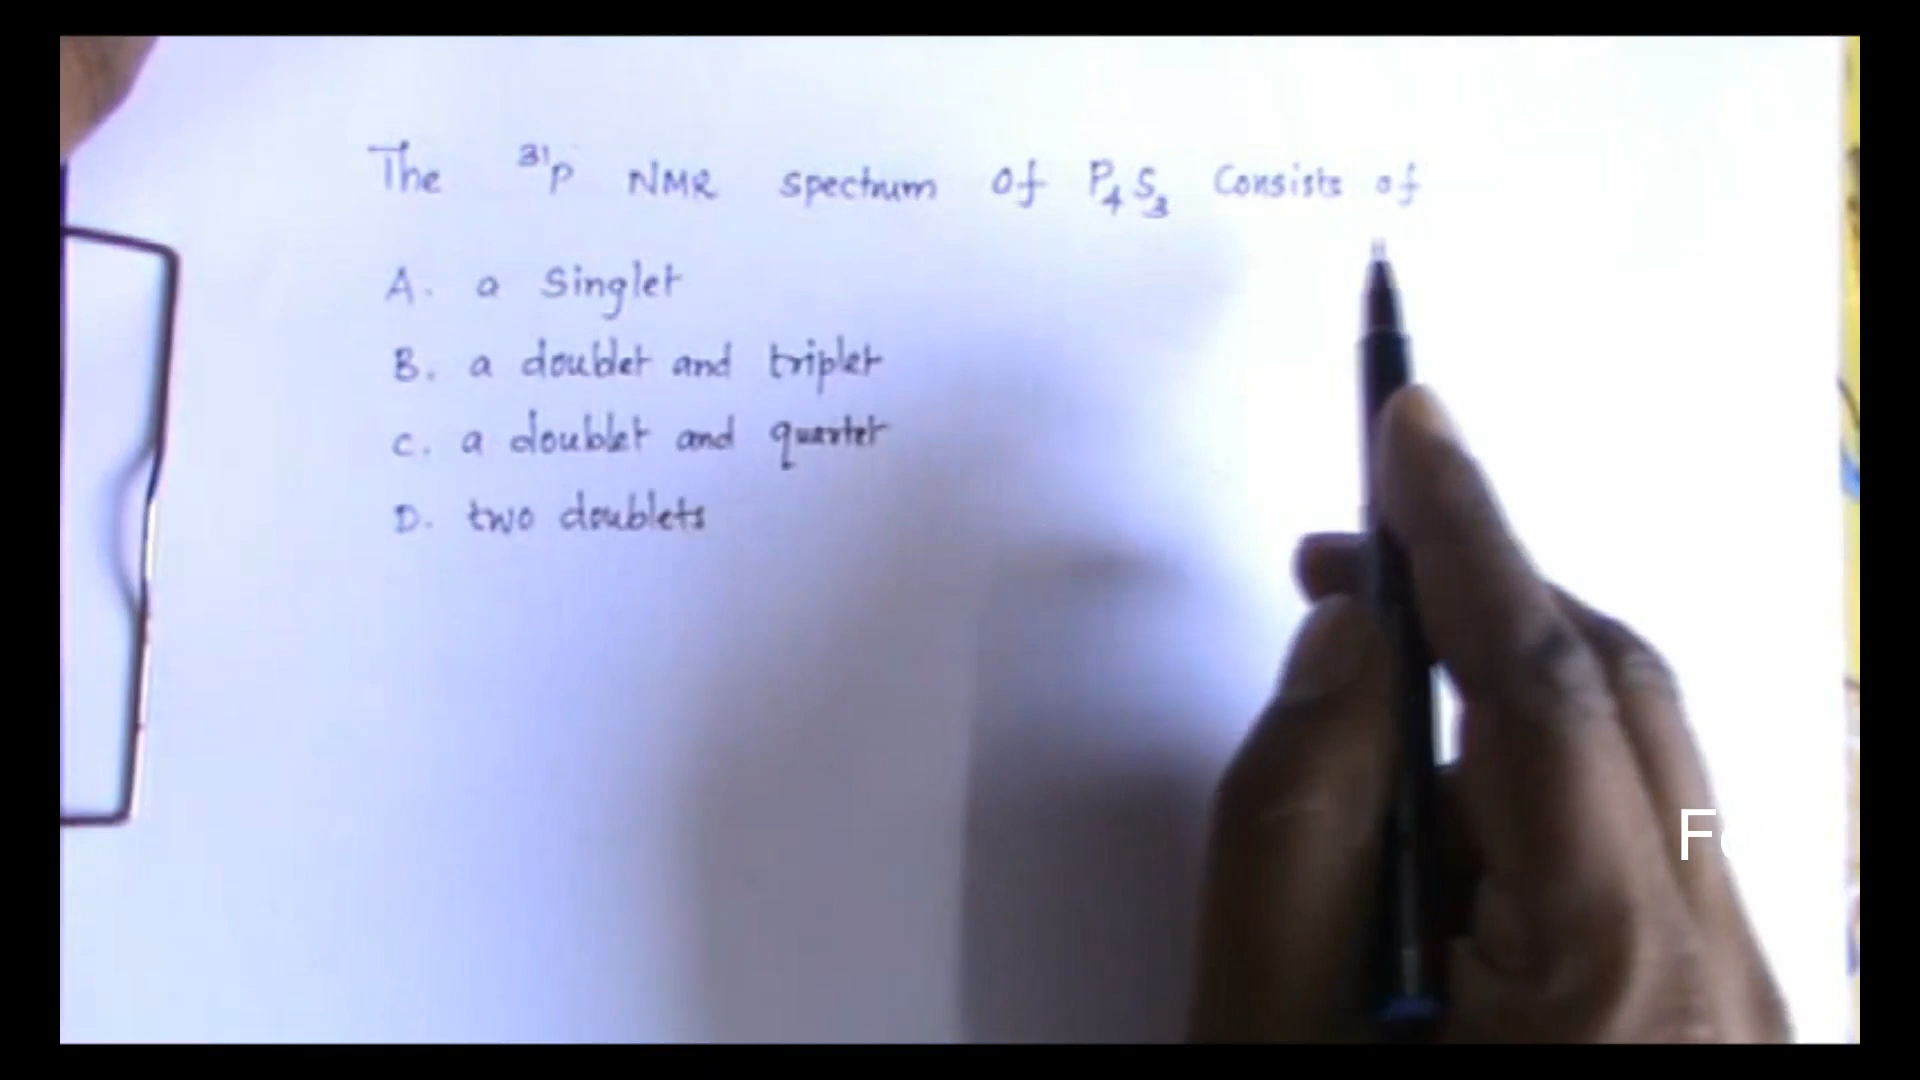 The ³¹P NMR spectrum of P₄S₃ Consists of
A. a Singlet
B. a doublet and triplet
C. a doublet and quartet
D. two doublets